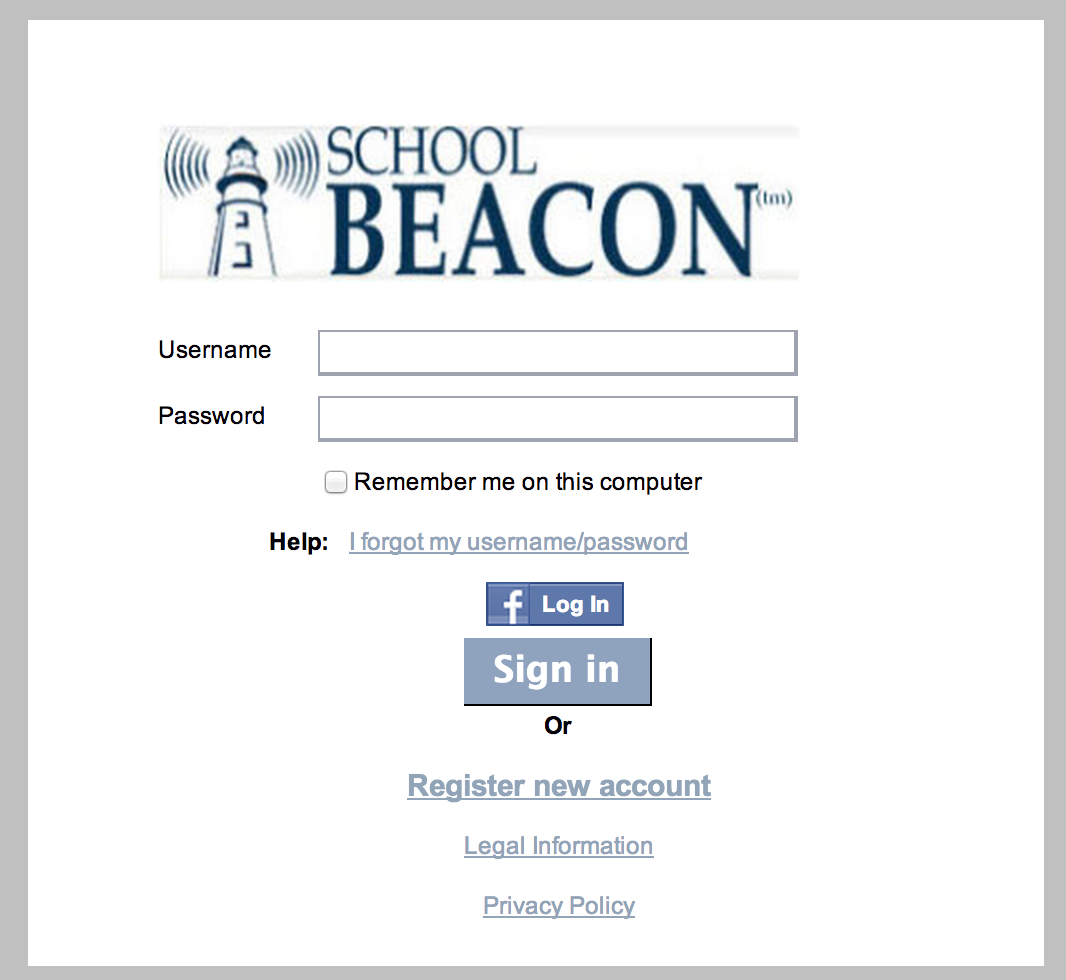 SCHOOL
BEACON(tm)
Username
Password
Remember me on this computer
Help: I forgot my username/password
f Log In
Sign in
Or
Register new account
Legal Information
Privacy Policy